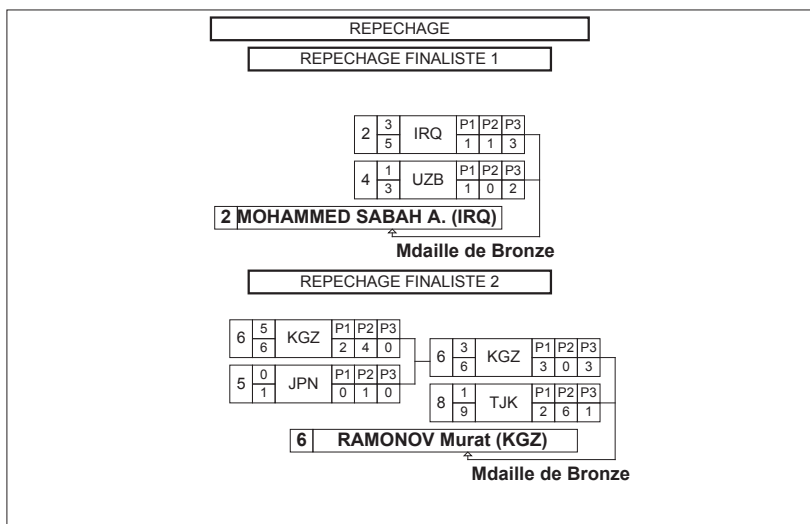 REPECHAGE
REPECHAGE FINALISTE 1
2 3 IRQ P1 P2 P3
5 1 1 3
4 1 UZB P1 P2 P3
3 1 0 2
2 MOHAMMED SABAH A. (IRQ)
Mdaille de Bronze
REPECHAGE FINALISTE 2
6 5 KGZ P1 P2 P3
6 2 4 0
5 0 JPN P1 P2 P3
1 0 1 0
6 3 KGZ P1 P2 P3
6 3 0 3
8 1 TJK P1 P2 P3
9 2 6 1
6 RAMONOV Murat (KGZ)
Mdaille de Bronze